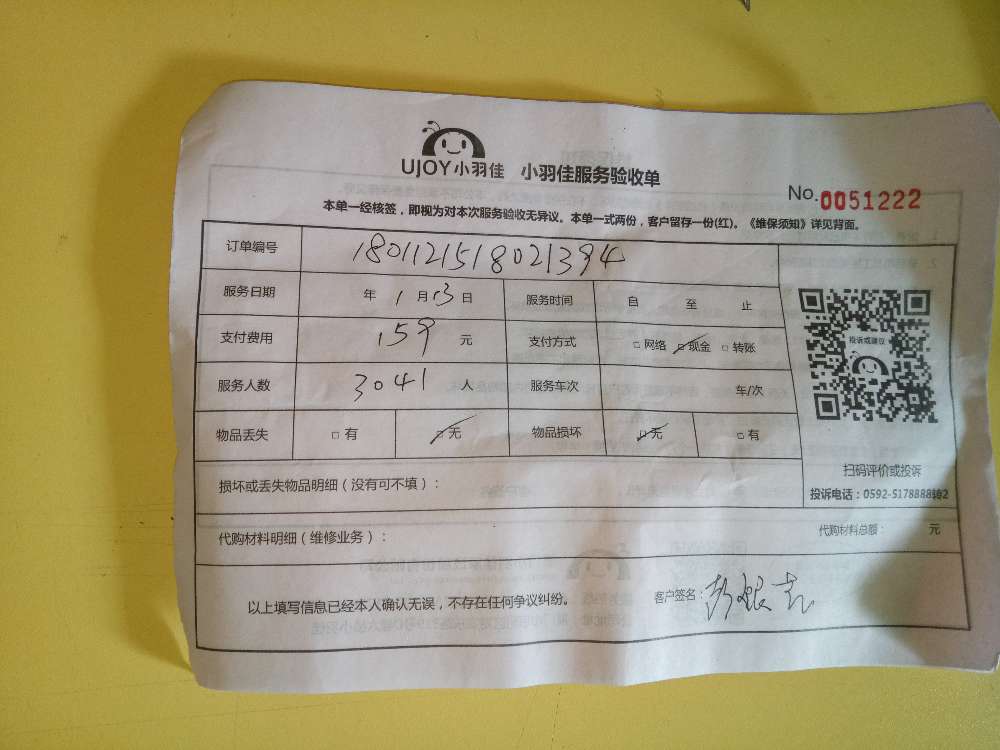 UJOY小羽佳 小羽佳服务验收单
No.0051222
本单一经核签，即视为对本次服务验收无异议。本单一式两份，客户留存一份(红)。《维保须知》详见背面。
订单编号 1801121518021394
服务日期 年 1 月 13 日 服务时间 自 至 止
投诉或建议
支付费用 159 元 支付方式 □网络 □现金 □转账
服务人数 3041 人 服务车次 车/次
物品丢失 □有 □无 物品损坏 □无 □有
扫码评价或投诉
损坏或丢失物品明细（没有可不填）：
投诉电话：0592-5178888
代购材料明细（维修业务）：
代购材料总额： 元
以上填写信息已经本人确认无误，不存在任何争议纠纷。 客户签名：